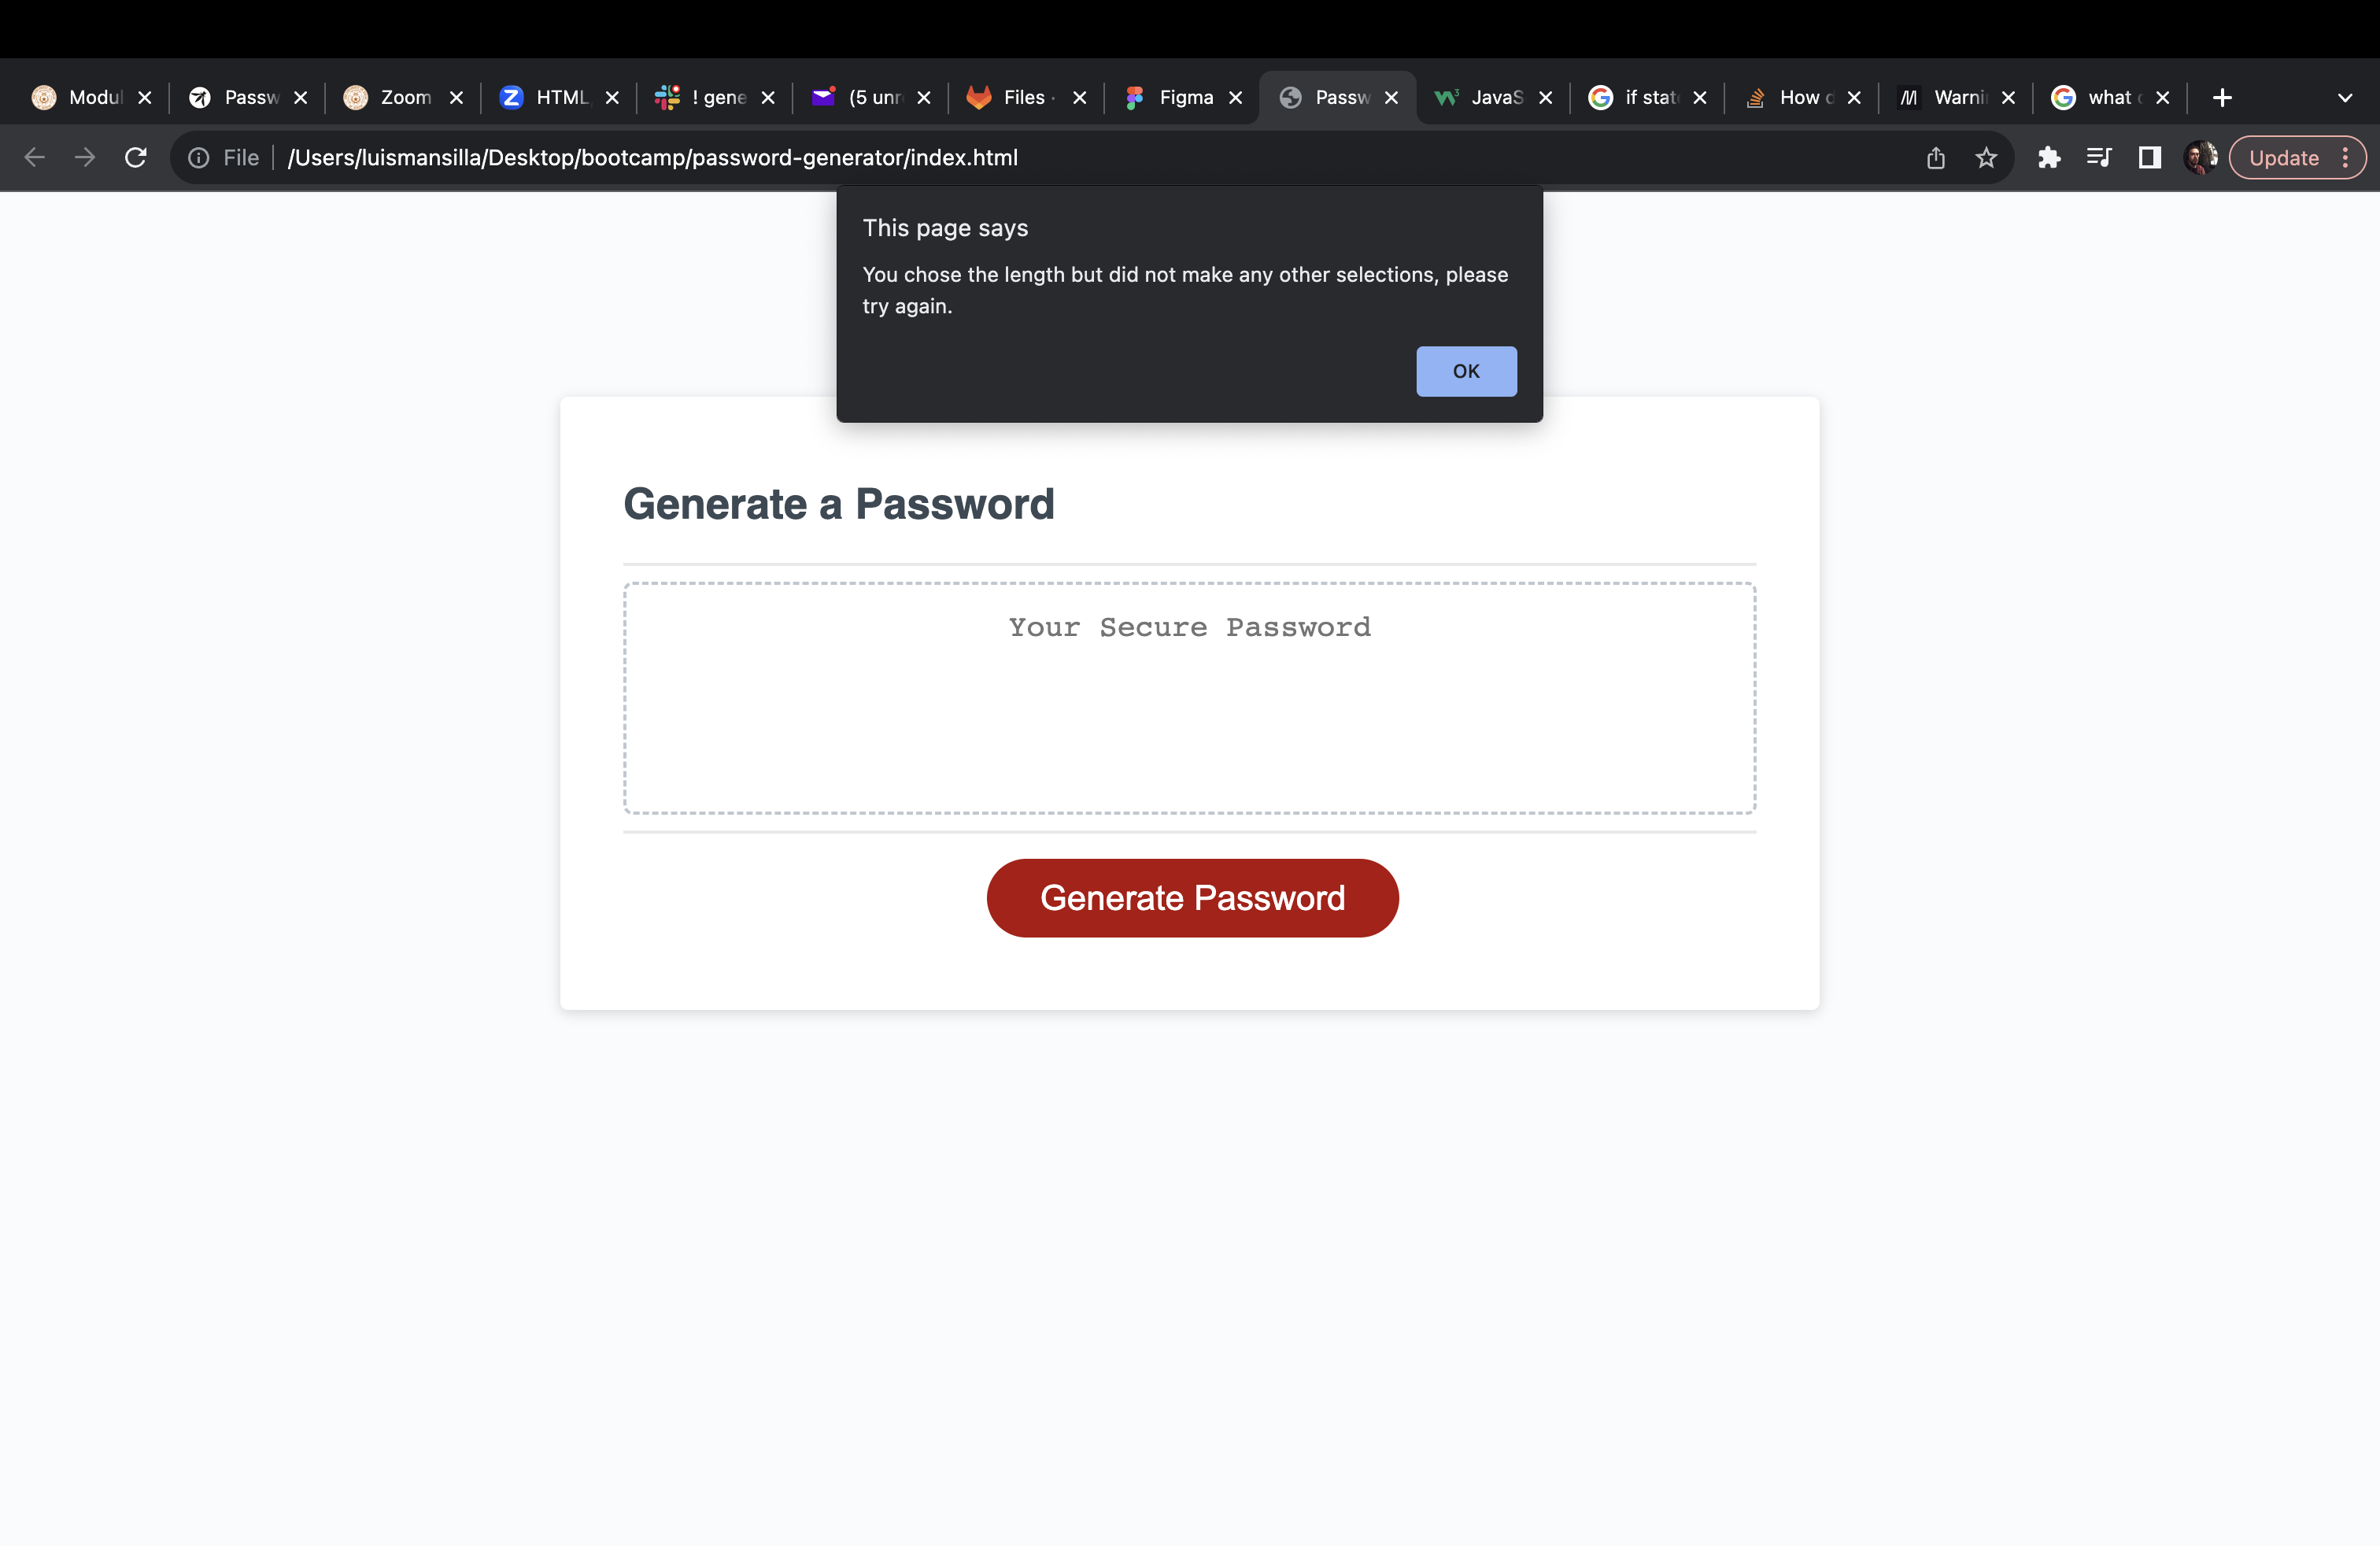 Modul Passw Zoom HTML, ! gene (5 unr Files · Figma Passw JavaS if stat How d Warni what
File /Users/luismansilla/Desktop/bootcamp/password-generator/index.html Update
This page says
You chose the length but did not make any other selections, please
try again.
OK
Generate a Password
Your Secure Password
Generate Password